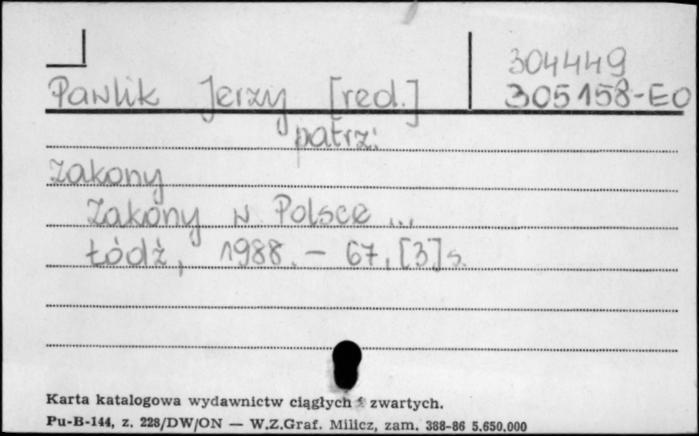 304449
Pawlik Jerzy [red.] 305158-EO
patrz:
Zakony
Zakony w Polsce ...
Łódź, 1988. – 67, [3] s.
Karta katalogowa wydawnictw ciągłych i zwartych.
Pu-B-144, z. 228/DW/ON — W.Z.Graf. Milicz, zam. 388-86 5.650.000